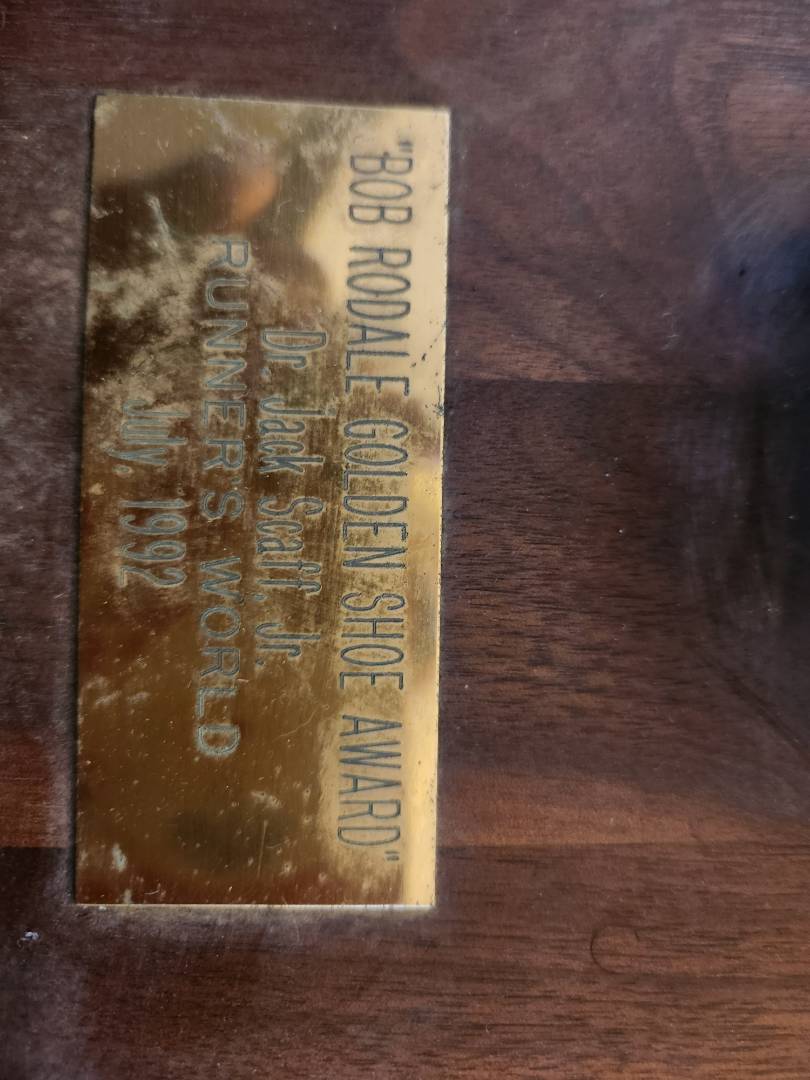 "BOB RODALE GOLDEN SHOE AWARD"
Dr. Jack Scaff, Jr.
RUNNER'S WORLD
July, 1992